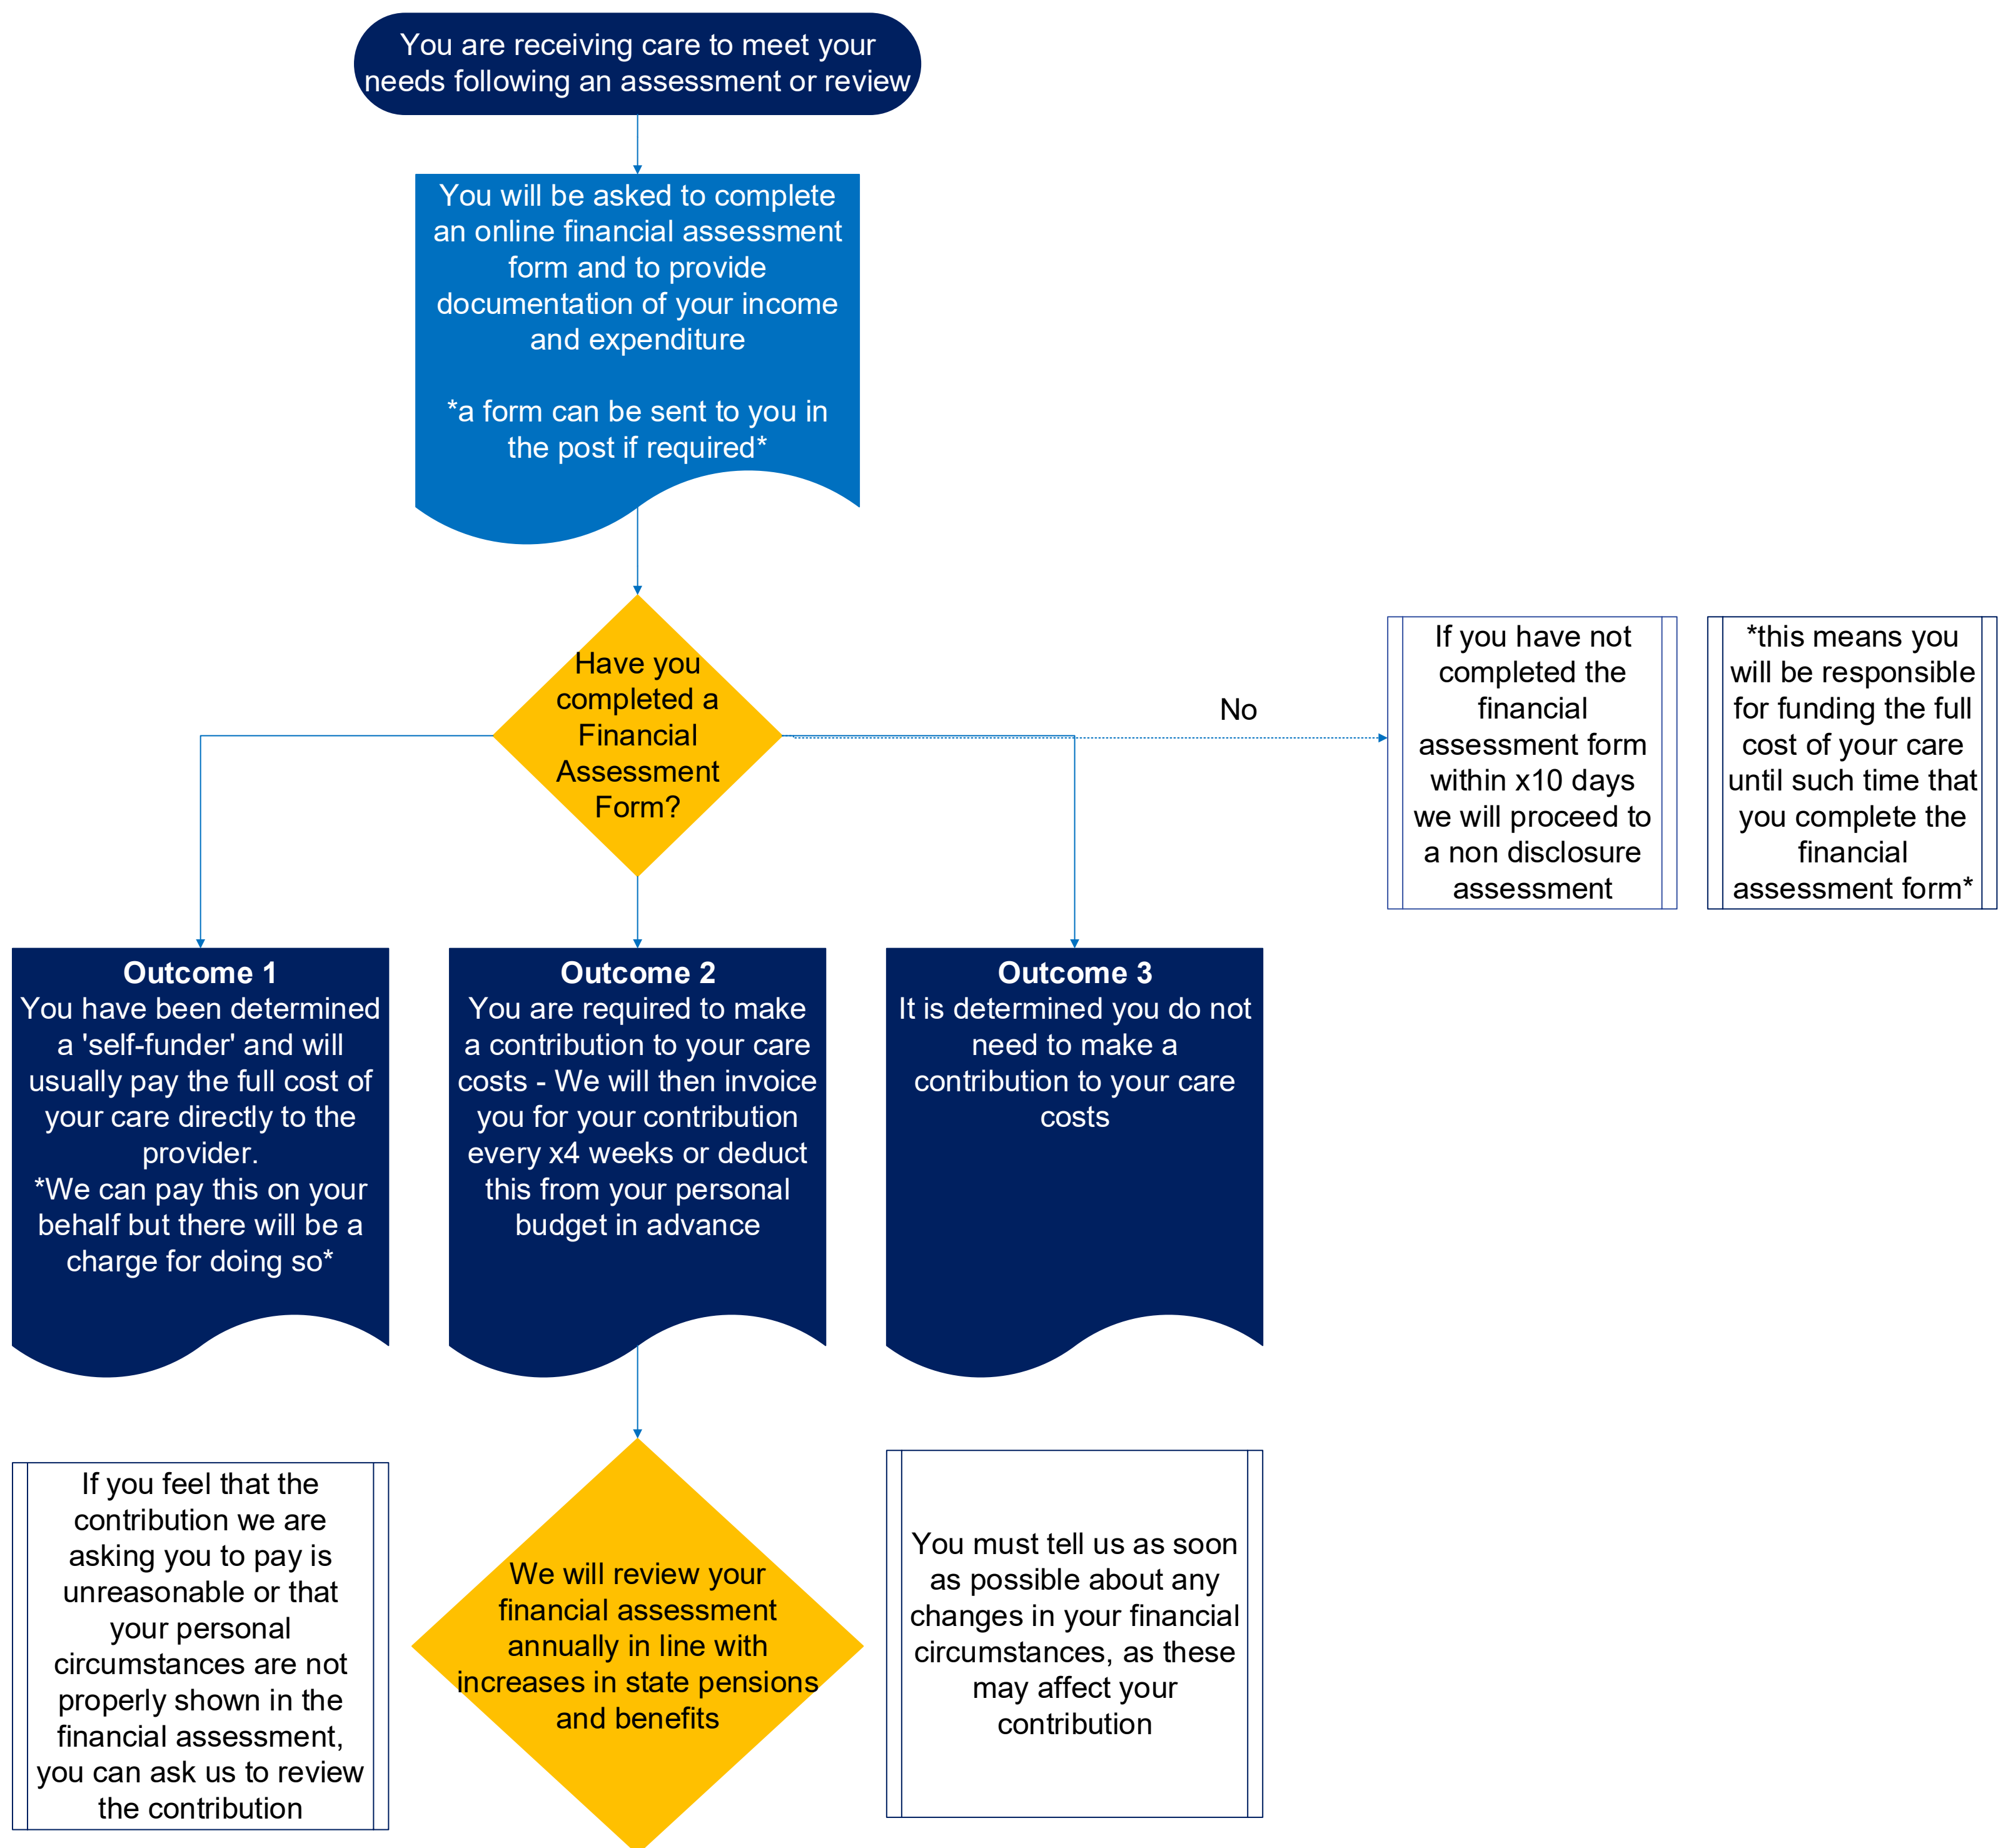 You are receiving care to meet your
needs following an assessment or review
You will be asked to complete
an online financial assessment
form and to provide
documentation of your income
and expenditure
*a form can be sent to you in
the post if required*
Have you
completed a
Financial
Assessment
Form?
No
If you have not
completed the
financial
assessment form
within x10 days
we will proceed to
a non disclosure
assessment
*this means you
will be responsible
for funding the full
cost of your care
until such time that
you complete the
financial
assessment form*
Outcome 1
You have been determined
a 'self-funder' and will
usually pay the full cost of
your care directly to the
provider.
*We can pay this on your
behalf but there will be a
charge for doing so*
Outcome 2
You are required to make
a contribution to your care
costs - We will then invoice
you for your contribution
every x4 weeks or deduct
this from your personal
budget in advance
Outcome 3
It is determined you do not
need to make a
contribution to your care
costs
If you feel that the
contribution we are
asking you to pay is
unreasonable or that
your personal
circumstances are not
properly shown in the
financial assessment,
you can ask us to review
the contribution
We will review your
financial assessment
annually in line with
increases in state pensions
and benefits
You must tell us as soon
as possible about any
changes in your financial
circumstances, as these
may affect your
contribution